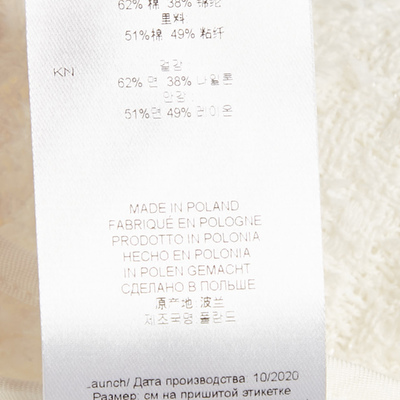 62% 棉 38% 锦纶
里料
51%棉 49% 粘纤
겉감
KN
62% 면 38% 나일론
안감
51%면 49% 레이온
MADE IN POLAND
FABRIQUÉ EN POLOGNE
PRODOTTO IN POLONIA
HECHO EN POLONIA
IN POLEN GEMACHT
СДЕЛАНО В ПОЛЬШЕ
原产地 波兰
제조국명 폴란드
Launch/ Дата производства: 10/2020
Размер: см на пришитой этикетке